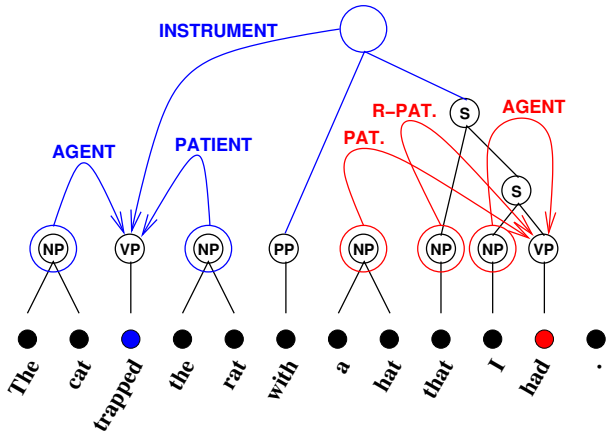 INSTRUMENT
R-PAT. AGENT
S
AGENT PATIENT PAT.
S
NP VP NP PP NP NP NP VP
The cat trapped the rat with a hat that I had .